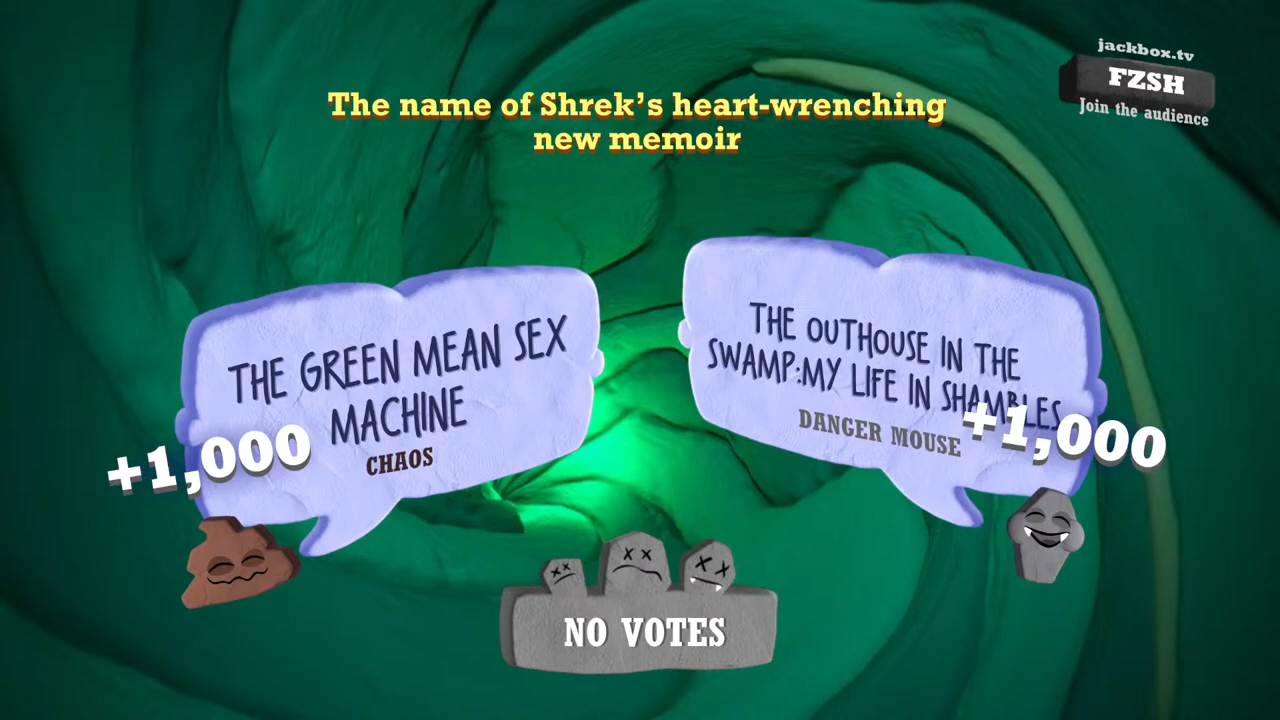 jackbox.tv
FZSH
Join the audience
The name of Shrek's heart-wrenching
new memoir
THE GREEN MEAN SEX
MACHINE
CHAOS
+1,000
THE OUTHOUSE IN THE
SWAMP:MY LIFE IN SHAMBLES
DANGER MOUSE
+1,000
NO VOTES